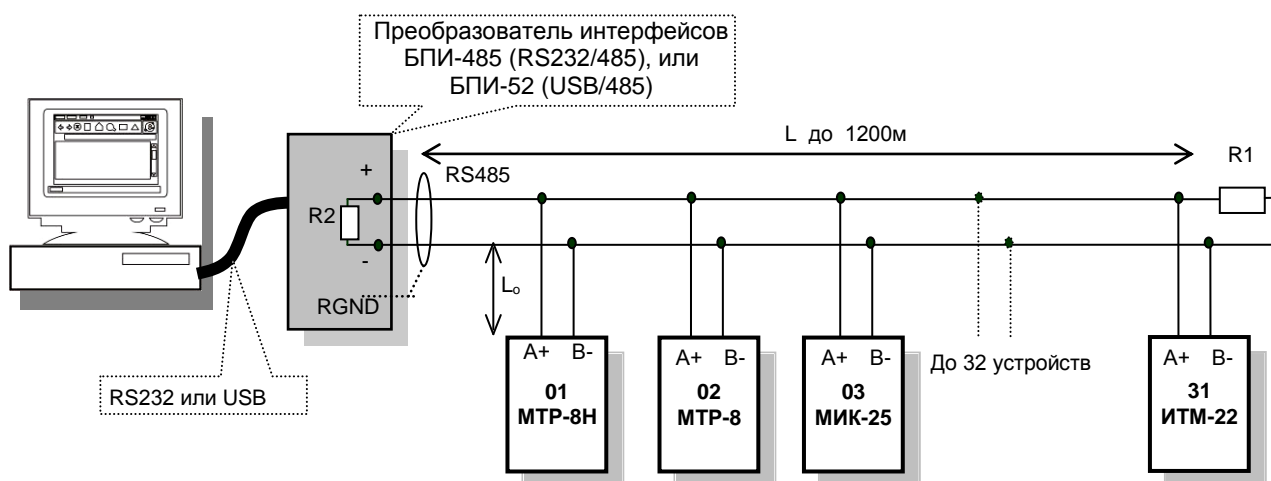 Преобразователь интерфейсов
БПИ-485 (RS232/485), или
БПИ-52 (USB/485)
L до 1200м
R1
+
RS485
R2
-
RGND
Lo
RS232 или USB
A+ B-
01
МТР-8Н
A+ B-
02
МТР-8
A+ B-
03
МИК-25
До 32 устройств
A+ B-
31
ИТМ-22